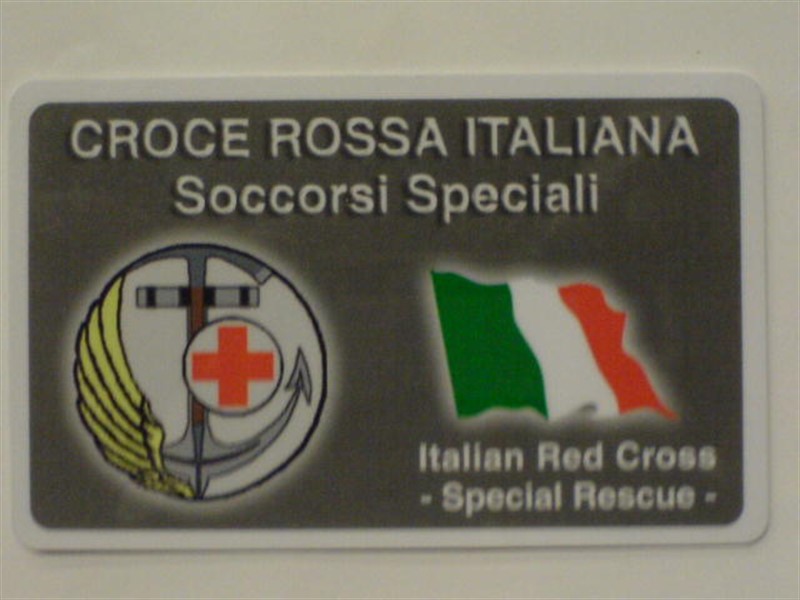 CROCE ROSSA ITALIANA
Soccorsi Speciali
Italian Red Cross
- Special Rescue -